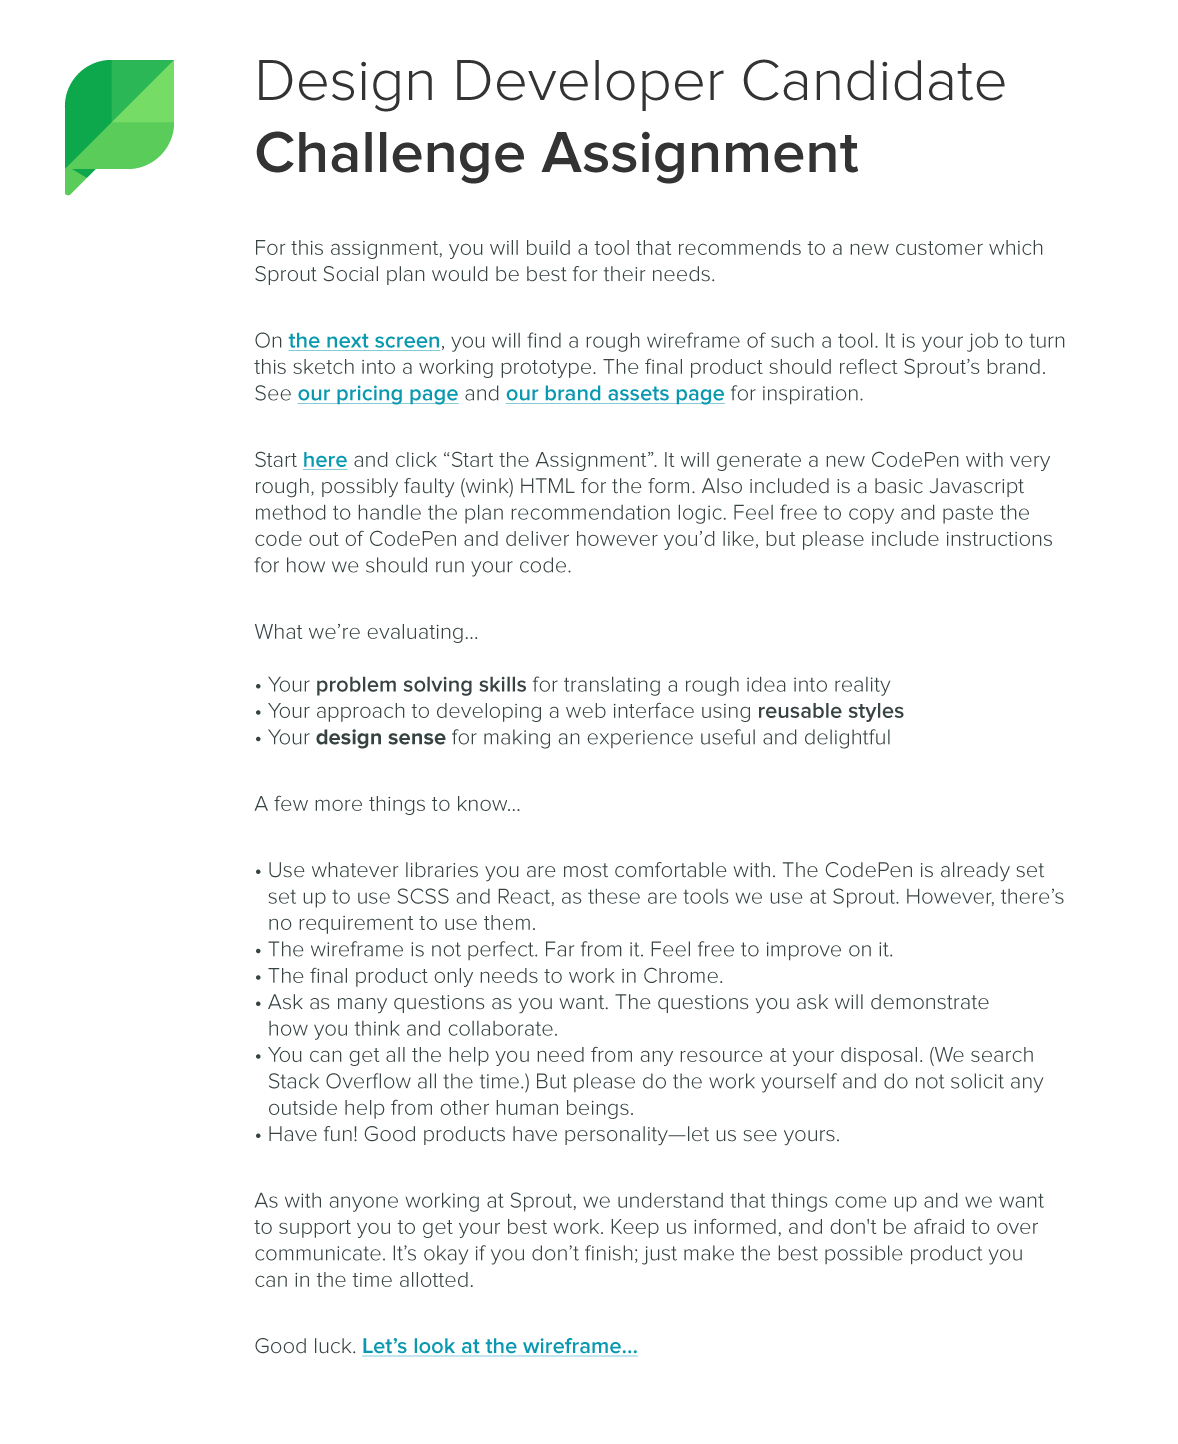 Design Developer Candidate
Challenge Assignment
For this assignment, you will build a tool that recommends to a new customer which
Sprout Social plan would be best for their needs.
On the next screen, you will find a rough wireframe of such a tool. It is your job to turn
this sketch into a working prototype. The final product should reflect Sprout’s brand.
See our pricing page and our brand assets page for inspiration.
Start here and click “Start the Assignment”. It will generate a new CodePen with very
rough, possibly faulty (wink) HTML for the form. Also included is a basic Javascript
method to handle the plan recommendation logic. Feel free to copy and paste the
code out of CodePen and deliver however you’d like, but please include instructions
for how we should run your code.
What we’re evaluating...
• Your problem solving skills for translating a rough idea into reality
• Your approach to developing a web interface using reusable styles
• Your design sense for making an experience useful and delightful
A few more things to know...
• Use whatever libraries you are most comfortable with. The CodePen is already set
set up to use SCSS and React, as these are tools we use at Sprout. However, there’s
no requirement to use them.
• The wireframe is not perfect. Far from it. Feel free to improve on it.
• The final product only needs to work in Chrome.
• Ask as many questions as you want. The questions you ask will demonstrate
how you think and collaborate.
• You can get all the help you need from any resource at your disposal. (We search
Stack Overflow all the time.) But please do the work yourself and do not solicit any
outside help from other human beings.
• Have fun! Good products have personality—let us see yours.
As with anyone working at Sprout, we understand that things come up and we want
to support you to get your best work. Keep us informed, and don't be afraid to over
communicate. It’s okay if you don’t finish; just make the best possible product you
can in the time allotted.
Good luck. Let’s look at the wireframe...